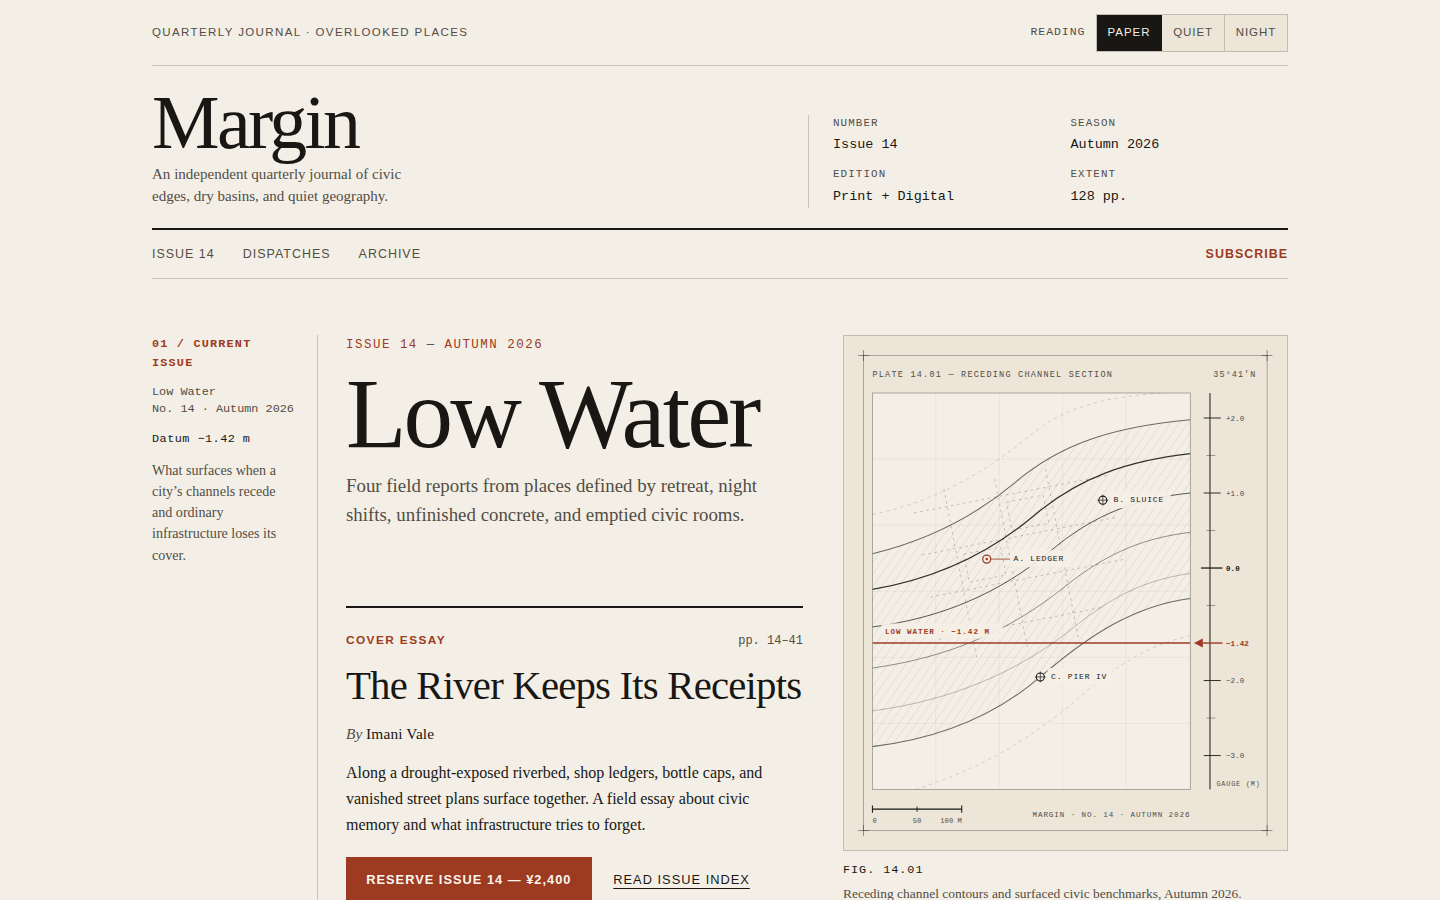 QUARTERLY JOURNAL · OVERLOOKED PLACES
READING PAPER QUIET NIGHT
Margin
An independent quarterly journal of civic
edges, dry basins, and quiet geography.
NUMBER
Issue 14
SEASON
Autumn 2026
EDITION
Print + Digital
EXTENT
128 pp.
ISSUE 14 DISPATCHES ARCHIVE SUBSCRIBE
01 / CURRENT
ISSUE
Low Water
No. 14 · Autumn 2026
Datum −1.42 m
What surfaces when a
city’s channels recede
and ordinary
infrastructure loses its
cover.
ISSUE 14 — AUTUMN 2026
Low Water
Four field reports from places defined by retreat, night
shifts, unfinished concrete, and emptied civic rooms.
COVER ESSAY pp. 14–41
The River Keeps Its Receipts
By Imani Vale
Along a drought-exposed riverbed, shop ledgers, bottle caps, and
vanished street plans surface together. A field essay about civic
memory and what infrastructure tries to forget.
RESERVE ISSUE 14 — ¥2,400 READ ISSUE INDEX
PLATE 14.01 — RECEDING CHANNEL SECTION 35°41′N
+2.0
+1.0
B. SLUICE
A. LEDGER
0.0
LOW WATER · −1.42 M
−1.42
C. PIER IV
−2.0
−3.0
GAUGE (M)
0 50 100 M
MARGIN · NO. 14 · AUTUMN 2026
FIG. 14.01
Receding channel contours and surfaced civic benchmarks, Autumn 2026.